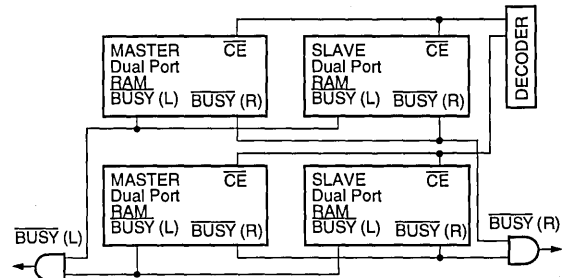 MASTER CE
Dual Port
RAM
BUSY (L) BUSY (R)
SLAVE CE
Dual Port
RAM
BUSY (L) BUSY (R)
DECODER
MASTER CE
Dual Port
RAM
BUSY (L) BUSY (R)
SLAVE CE
Dual Port
RAM
BUSY (L) BUSY (R)
BUSY (L)
BUSY (R)